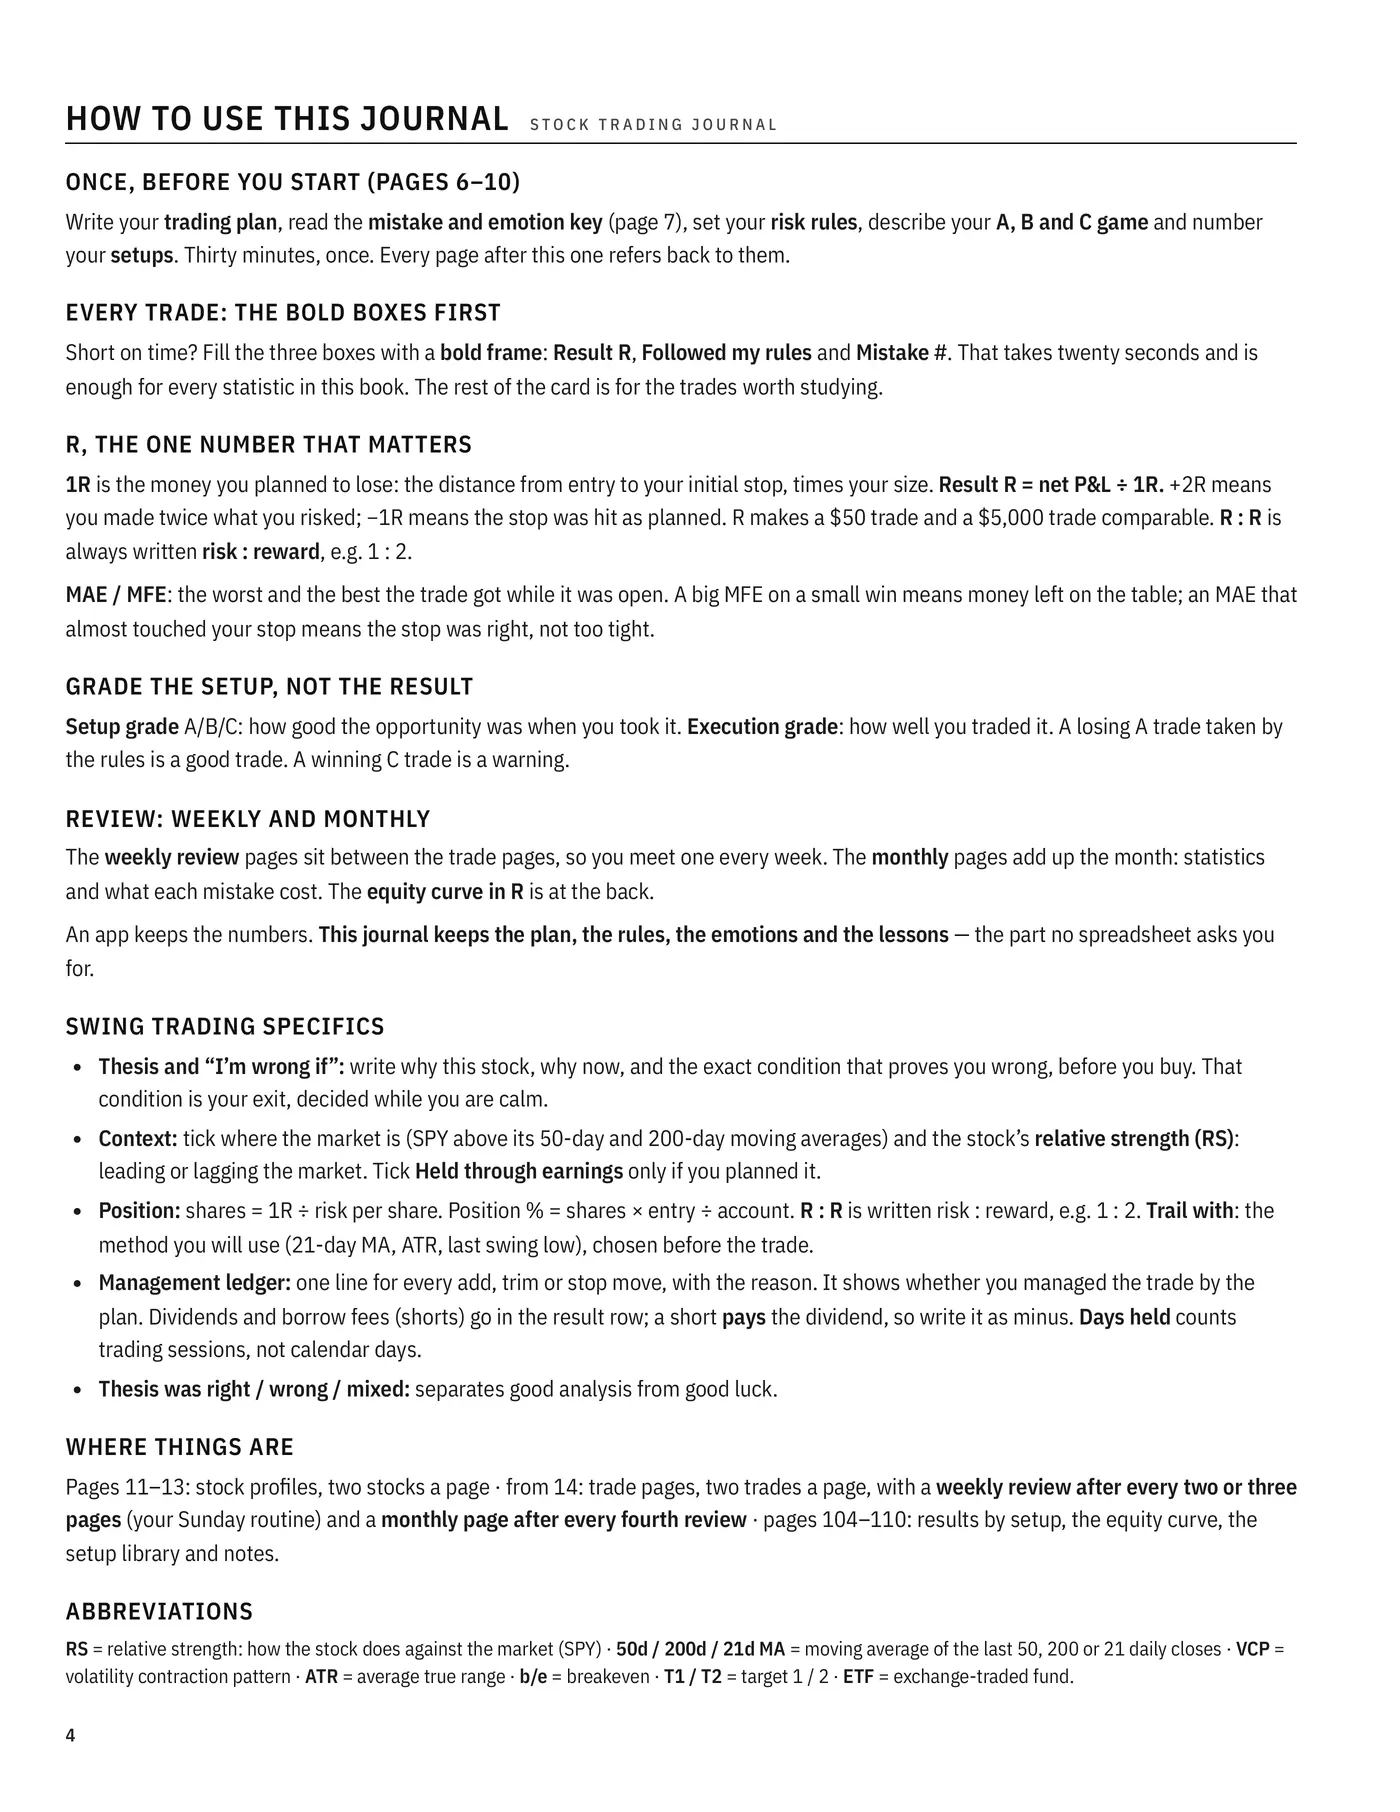 HOW TO USE THIS JOURNAL STOCK TRADING JOURNAL
ONCE, BEFORE YOU START (PAGES 6–10)
Write your trading plan, read the mistake and emotion key (page 7), set your risk rules, describe your A, B and C game and number
your setups. Thirty minutes, once. Every page after this one refers back to them.
EVERY TRADE: THE BOLD BOXES FIRST
Short on time? Fill the three boxes with a bold frame: Result R, Followed my rules and Mistake #. That takes twenty seconds and is
enough for every statistic in this book. The rest of the card is for the trades worth studying.
R, THE ONE NUMBER THAT MATTERS
1R is the money you planned to lose: the distance from entry to your initial stop, times your size. Result R = net P&L ÷ 1R. +2R means
you made twice what you risked; −1R means the stop was hit as planned. R makes a $50 trade and a $5,000 trade comparable. R : R is
always written risk : reward, e.g. 1 : 2.
MAE / MFE: the worst and the best the trade got while it was open. A big MFE on a small win means money left on the table; an MAE that
almost touched your stop means the stop was right, not too tight.
GRADE THE SETUP, NOT THE RESULT
Setup grade A/B/C: how good the opportunity was when you took it. Execution grade: how well you traded it. A losing A trade taken by
the rules is a good trade. A winning C trade is a warning.
REVIEW: WEEKLY AND MONTHLY
The weekly review pages sit between the trade pages, so you meet one every week. The monthly pages add up the month: statistics
and what each mistake cost. The equity curve in R is at the back.
An app keeps the numbers. This journal keeps the plan, the rules, the emotions and the lessons — the part no spreadsheet asks you
for.
SWING TRADING SPECIFICS
• Thesis and “I’m wrong if”: write why this stock, why now, and the exact condition that proves you wrong, before you buy. That
condition is your exit, decided while you are calm.
• Context: tick where the market is (SPY above its 50-day and 200-day moving averages) and the stock’s relative strength (RS):
leading or lagging the market. Tick Held through earnings only if you planned it.
• Position: shares = 1R ÷ risk per share. Position % = shares × entry ÷ account. R : R is written risk : reward, e.g. 1 : 2. Trail with: the
method you will use (21-day MA, ATR, last swing low), chosen before the trade.
• Management ledger: one line for every add, trim or stop move, with the reason. It shows whether you managed the trade by the
plan. Dividends and borrow fees (shorts) go in the result row; a short pays the dividend, so write it as minus. Days held counts
trading sessions, not calendar days.
• Thesis was right / wrong / mixed: separates good analysis from good luck.
WHERE THINGS ARE
Pages 11–13: stock profiles, two stocks a page · from 14: trade pages, two trades a page, with a weekly review after every two or three
pages (your Sunday routine) and a monthly page after every fourth review · pages 104–110: results by setup, the equity curve, the
setup library and notes.
ABBREVIATIONS
RS = relative strength: how the stock does against the market (SPY) · 50d / 200d / 21d MA = moving average of the last 50, 200 or 21 daily closes · VCP =
volatility contraction pattern · ATR = average true range · b/e = breakeven · T1 / T2 = target 1 / 2 · ETF = exchange-traded fund.
4